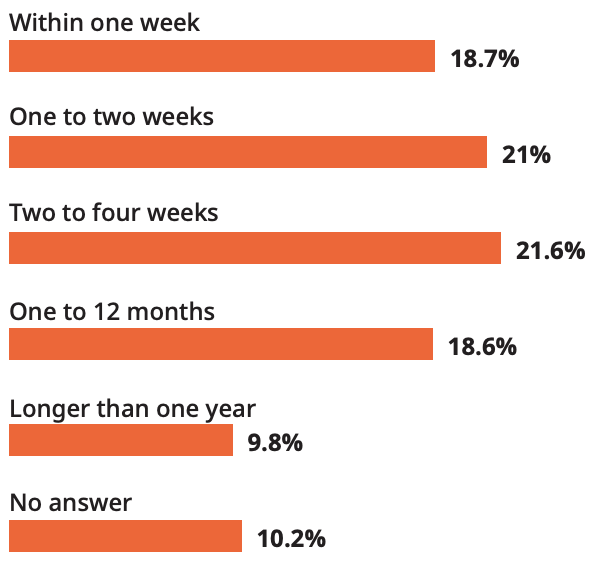 Within one week
18.7%
One to two weeks
21%
Two to four weeks
21.6%
One to 12 months
18.6%
Longer than one year
9.8%
No answer
10.2%